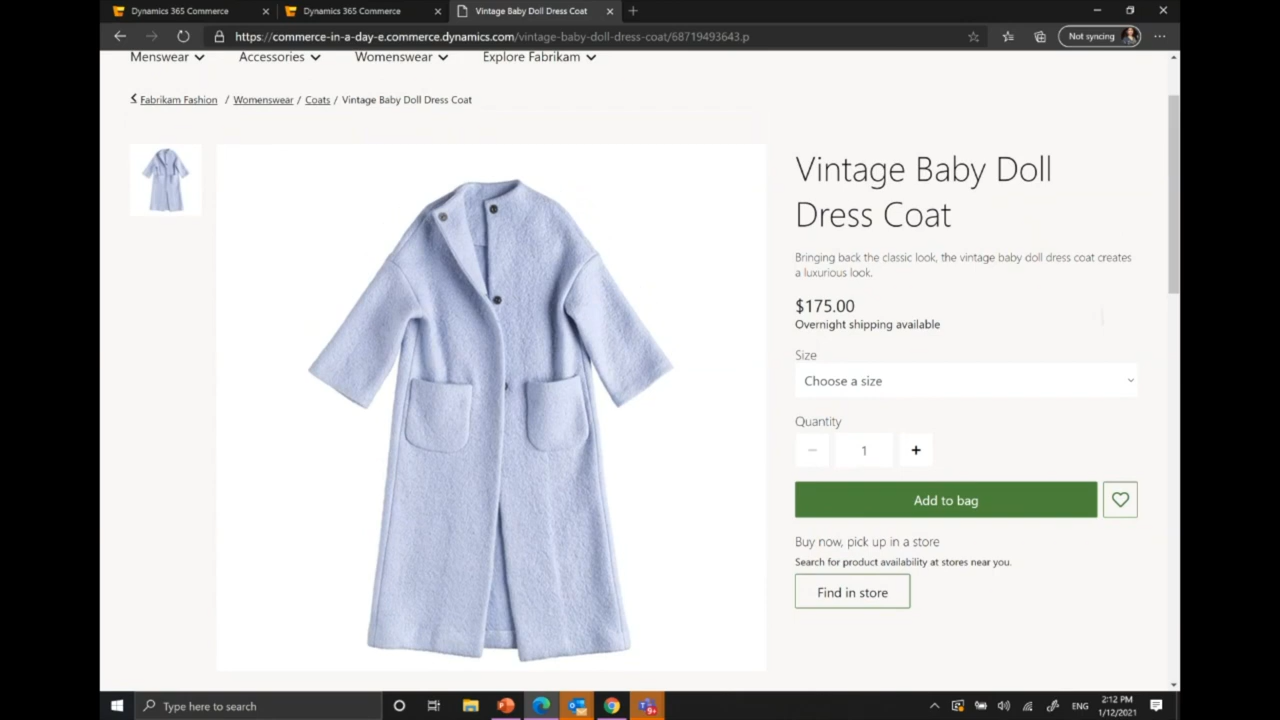 Dynamics 365 Commerce
Dynamics 365 Commerce
Vintage Baby Doll Dress Coat
https://commerce-in-a-day-e.commerce.dynamics.com/vintage-baby-doll-dress-coat/68719493643.p
Not syncing
Menswear
Accessories
Womenswear
Explore Fabrikam
Fabrikam Fashion / Womenswear / Coats / Vintage Baby Doll Dress Coat
Vintage Baby Doll
Dress Coat
Bringing back the classic look, the vintage baby doll dress coat creates
a luxurious look.
$175.00
Overnight shipping available
Size
Choose a size
Quantity
1
Add to bag
Buy now, pick up in a store
Search for product availability at stores near you.
Find in store
Type here to search
9+
ENG
2:12 PM
1/12/2021